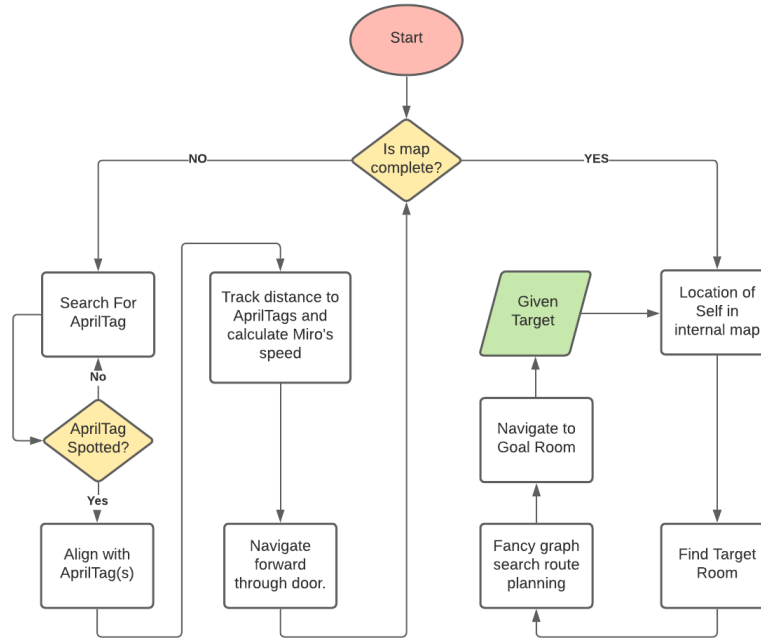 Start
Is map
complete?
NO
YES
Search For
AprilTag
No
AprilTag
Spotted?
Yes
Align with
AprilTag(s)
Track distance to
AprilTags and
calculate Miro's
speed
Navigate
forward
through door.
Given
Target
Location of
Self in
internal map
Navigate to
Goal Room
Fancy graph
search route
planning
Find Target
Room